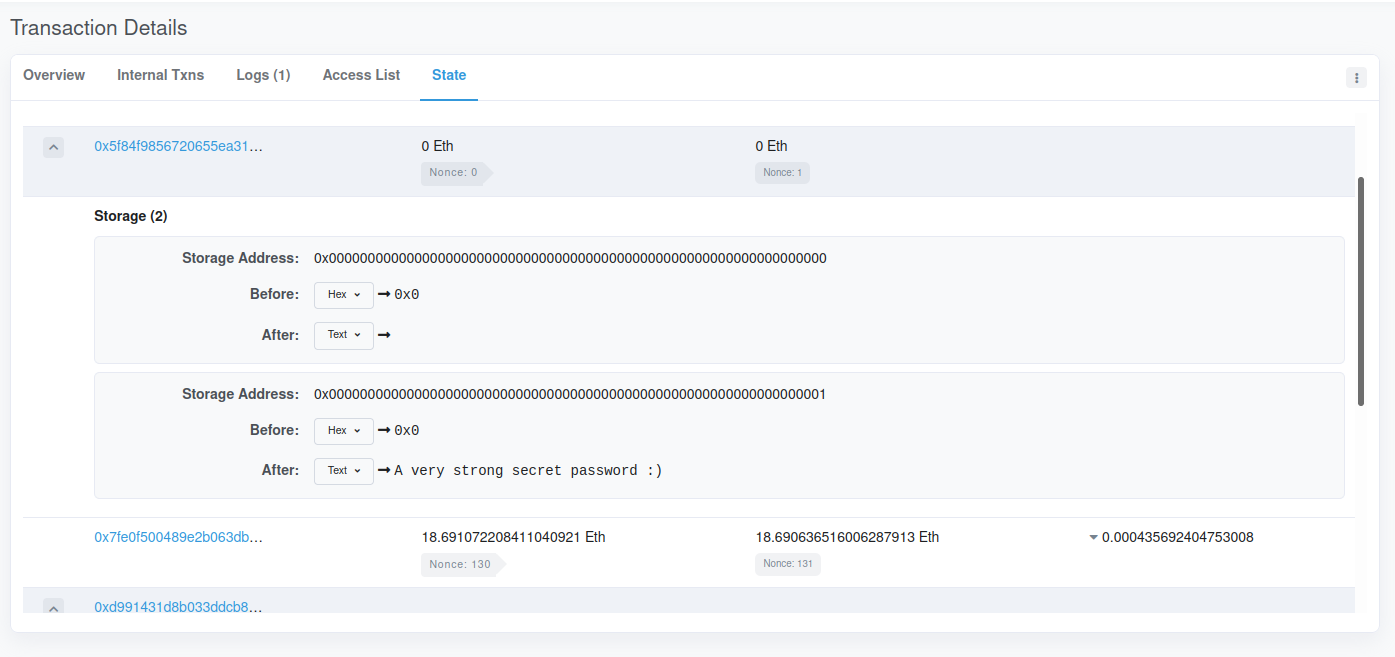 Transaction Details
Overview Internal Txns Logs (1) Access List State
0x5f84f9856720655ea31... 0 Eth 0 Eth
Nonce: 0 Nonce: 1
Storage (2)
Storage Address: 0x0000000000000000000000000000000000000000000000000000000000000000
Before: Hex → 0x0
After: Text →
Storage Address: 0x0000000000000000000000000000000000000000000000000000000000000001
Before: Hex → 0x0
After: Text → A very strong secret password :)
0x7fe0f500489e2b063db... 18.691072208411040921 Eth 18.690636516006287913 Eth 0.000435692404753008
Nonce: 130 Nonce: 131
0xd991431d8b033ddcb8...